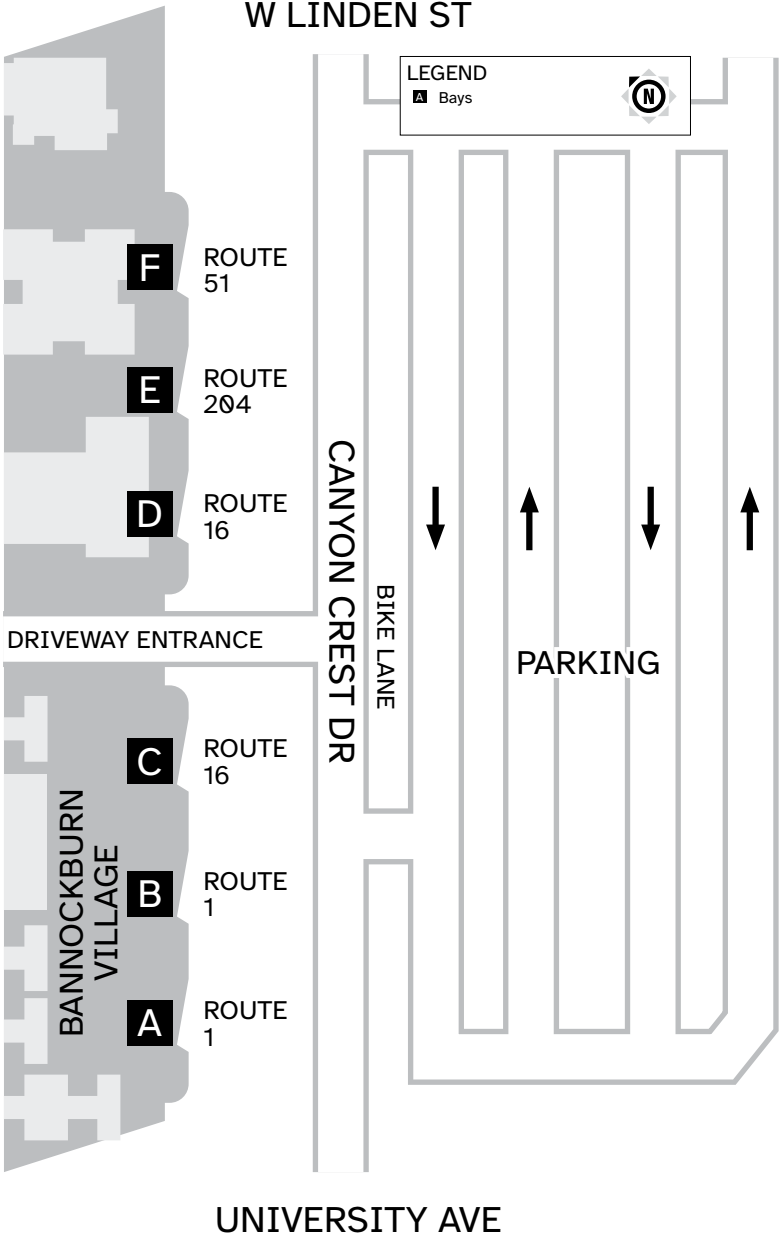 W LINDEN ST
LEGEND
A Bays
N
F
ROUTE
51
E
ROUTE
204
D
ROUTE
16
CANYON CREST DR
BIKE LANE
DRIVEWAY ENTRANCE
PARKING
C
ROUTE
16
BANNOCKBURN
VILLAGE
B
ROUTE
1
A
ROUTE
1
UNIVERSITY AVE